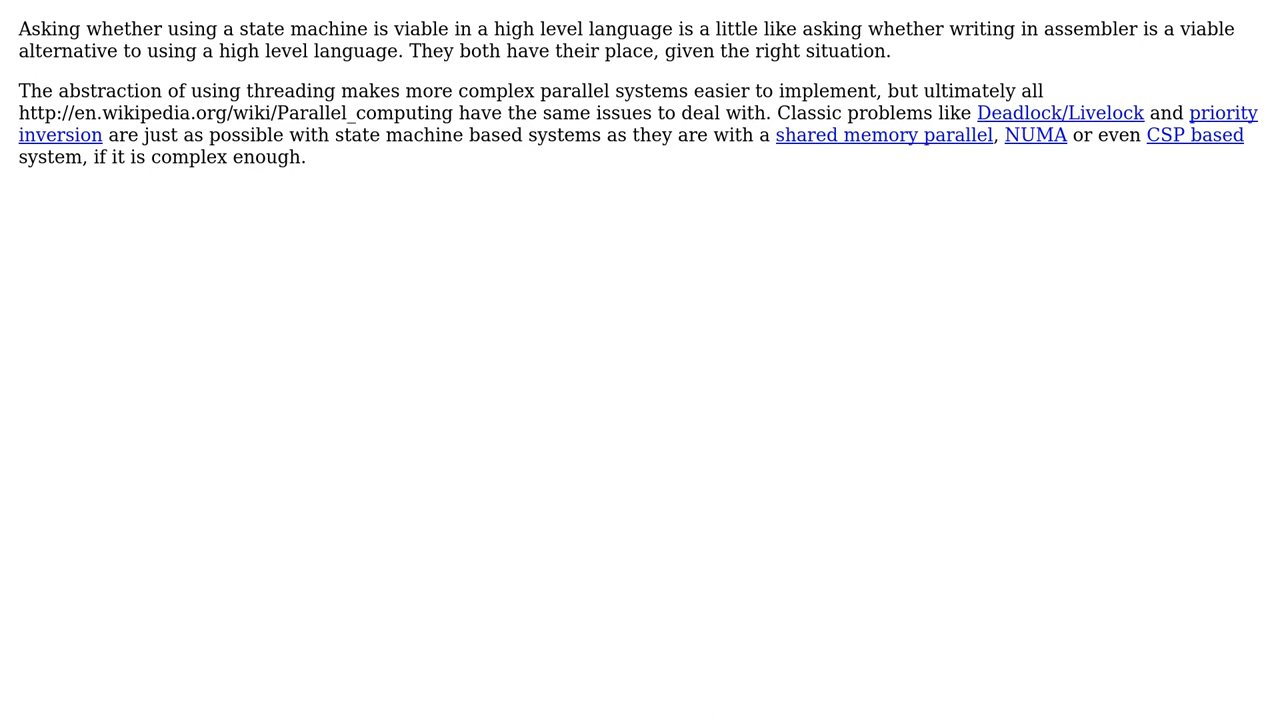 Asking whether using a state machine is viable in a high level language is a little like asking whether writing in assembler is a viable
alternative to using a high level language. They both have their place, given the right situation.
The abstraction of using threading makes more complex parallel systems easier to implement, but ultimately all
http://en.wikipedia.org/wiki/Parallel_computing have the same issues to deal with. Classic problems like Deadlock/Livelock and priority
inversion are just as possible with state machine based systems as they are with a shared memory parallel, NUMA or even CSP based
system, if it is complex enough.